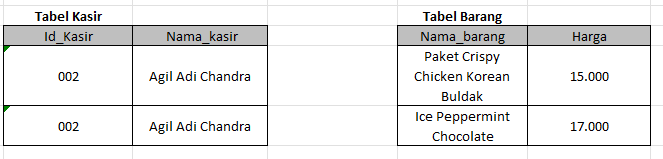 Tabel Kasir
Id_Kasir Nama_kasir
002 Agil Adi Chandra
002 Agil Adi Chandra
Tabel Barang
Nama_barang Harga
Paket Crispy
Chicken Korean 15.000
Buldak
Ice Peppermint 17.000
Chocolate